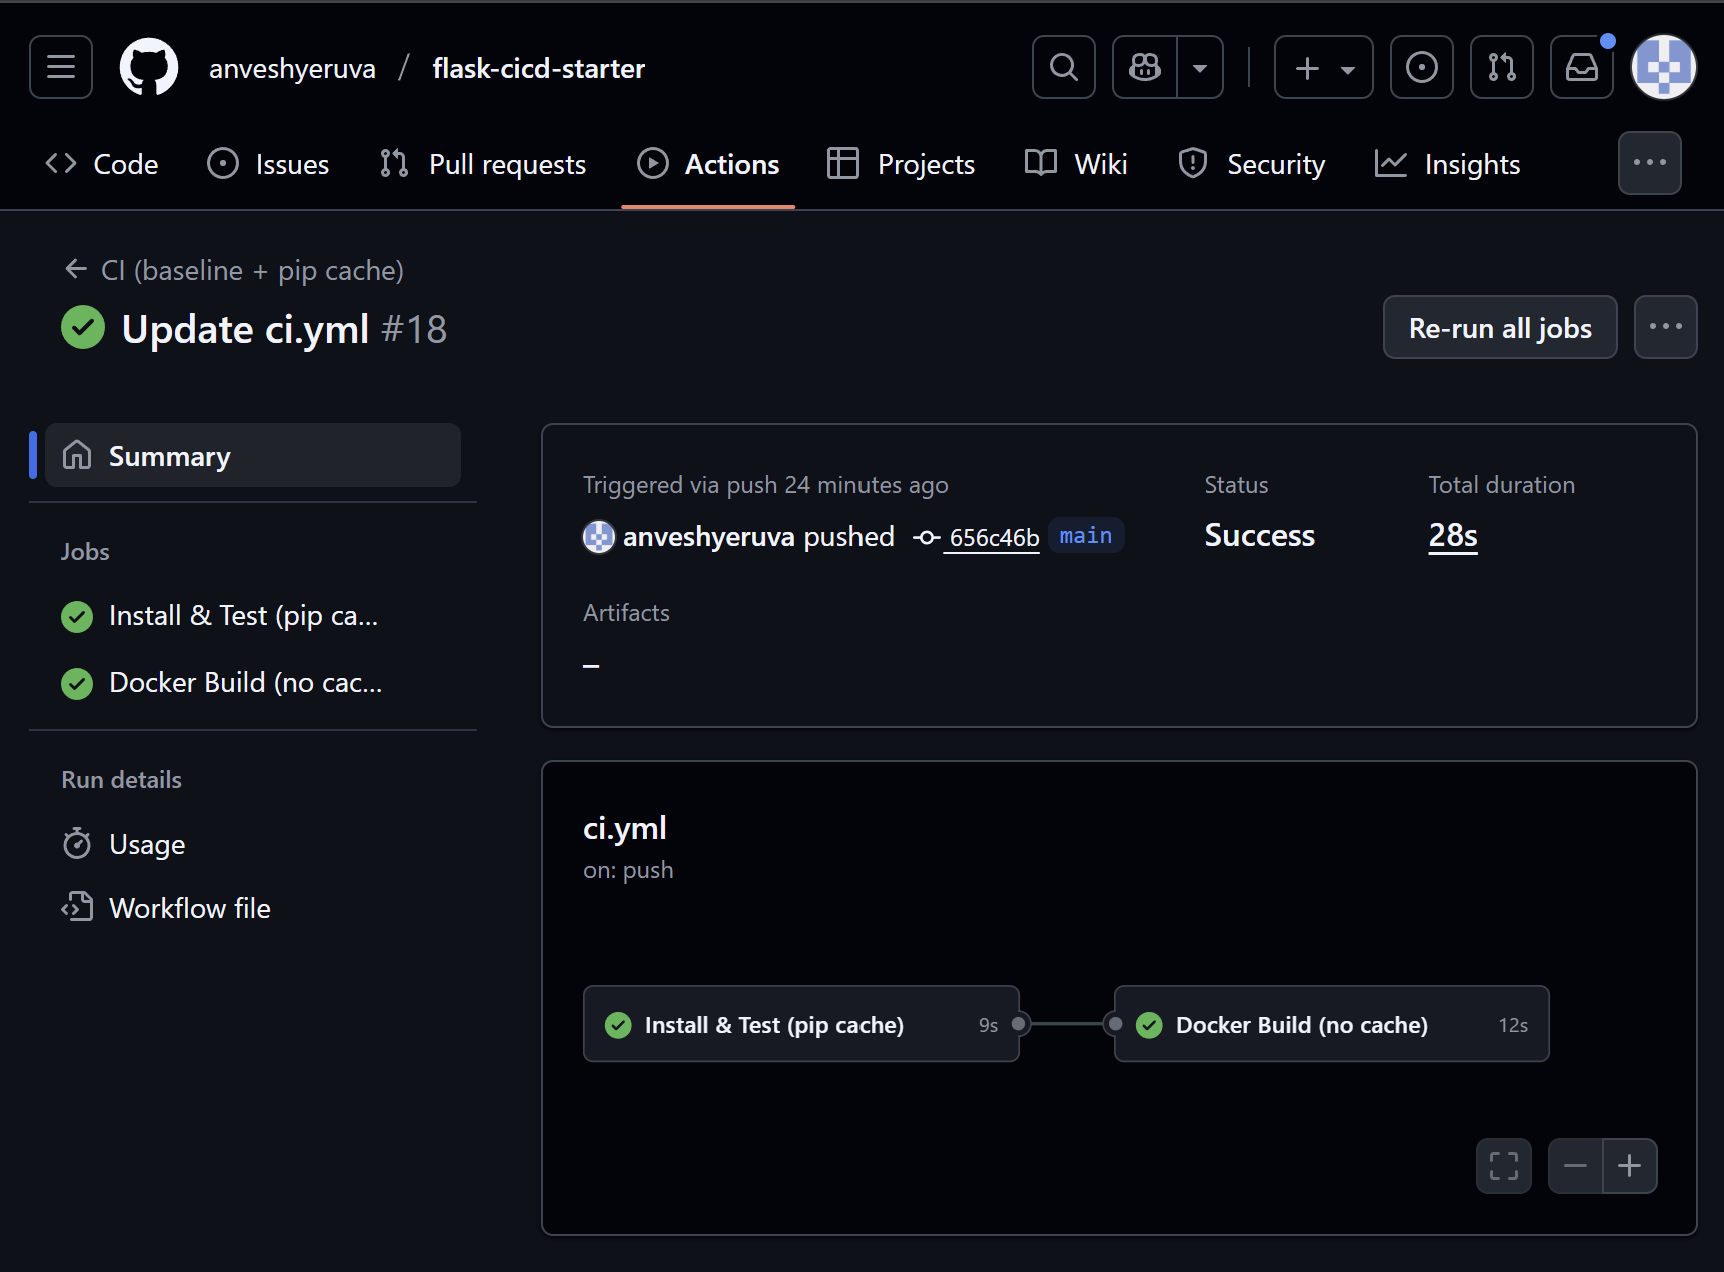 anveshyeruva / flask-cicd-starter
Code Issues Pull requests Actions Projects Wiki Security Insights
CI (baseline + pip cache)
Update ci.yml #18
Re-run all jobs
Summary
Jobs
Install & Test (pip ca...
Docker Build (no cac...
Run details
Usage
Workflow file
Triggered via push 24 minutes ago
anveshyeruva pushed 656c46b main
Status
Success
Total duration
28s
Artifacts
–
ci.yml
on: push
Install & Test (pip cache) 9s
Docker Build (no cache) 12s